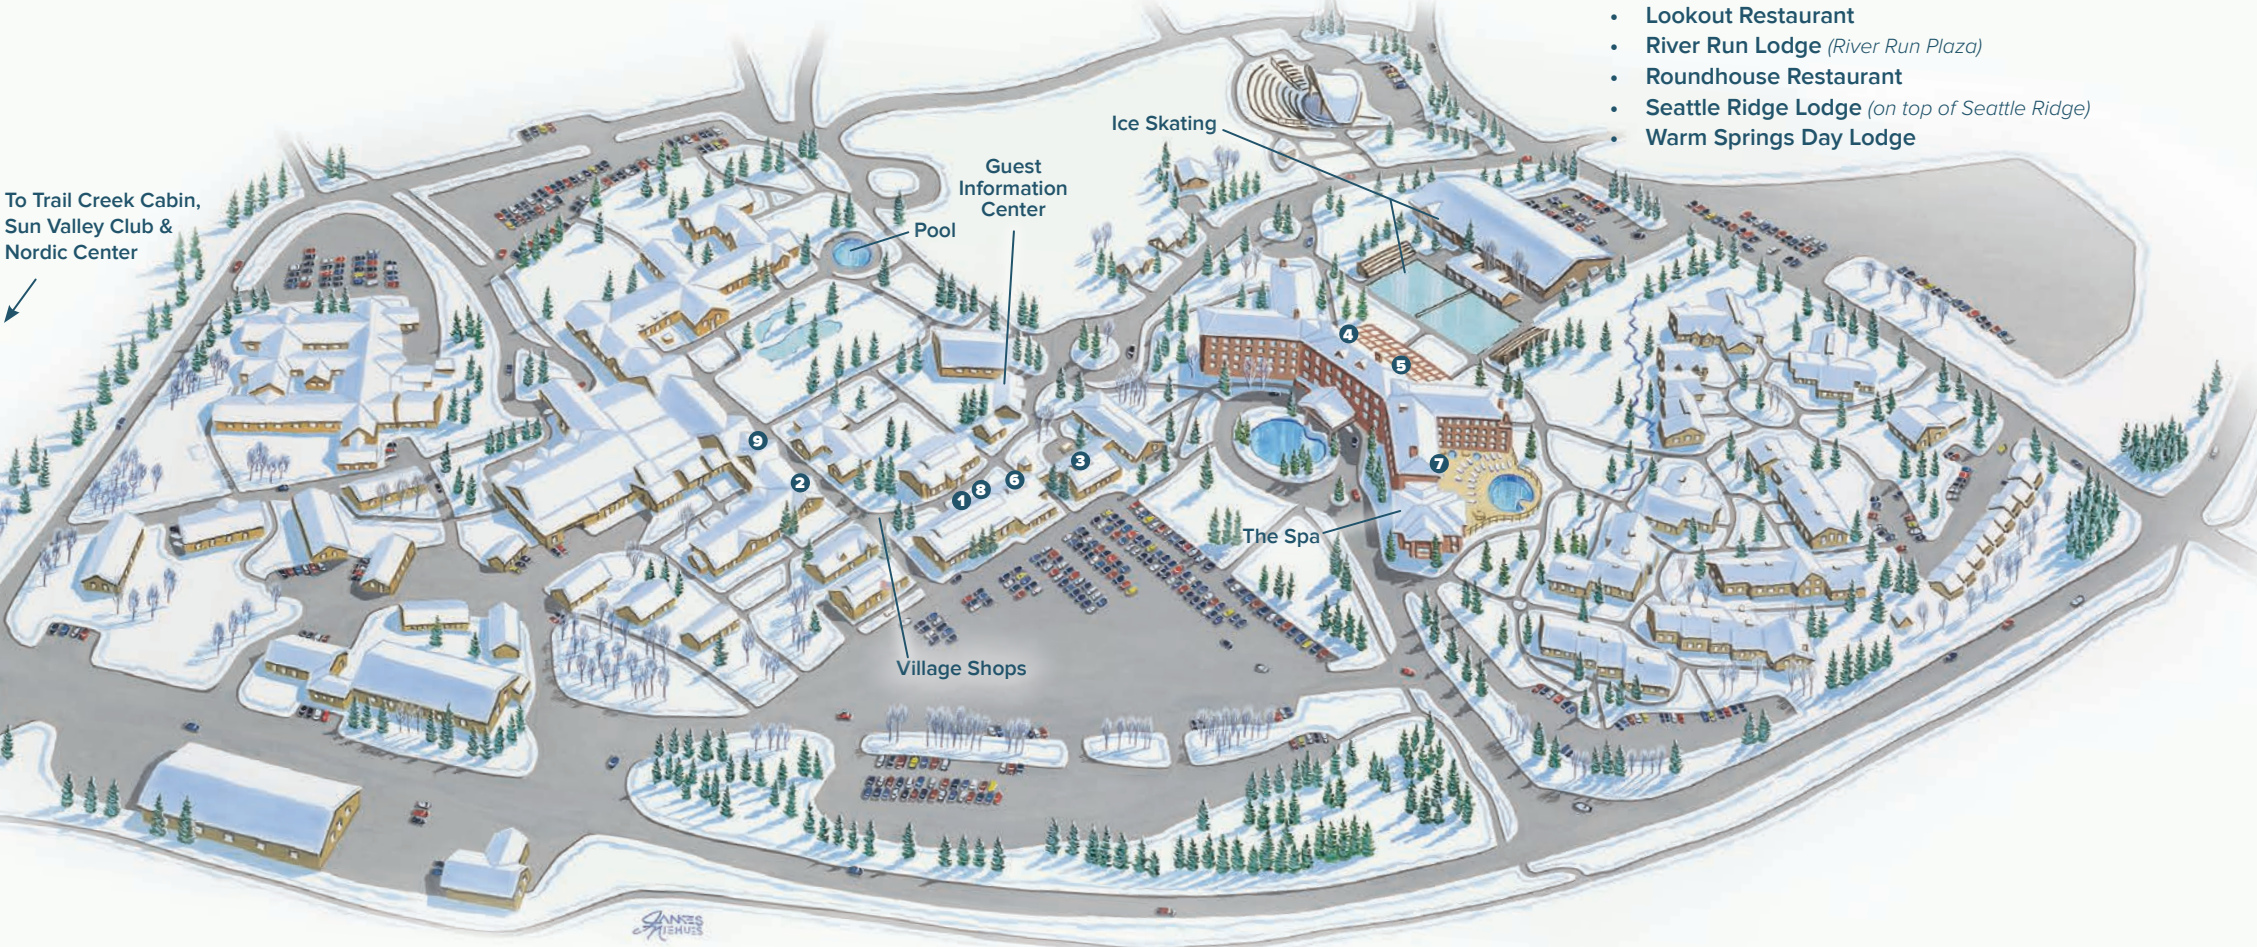 • Lookout Restaurant
• River Run Lodge (River Run Plaza)
• Roundhouse Restaurant
• Seattle Ridge Lodge (on top of Seattle Ridge)
• Warm Springs Day Lodge
Ice Skating
Guest
Information
Center
To Trail Creek Cabin,
Sun Valley Club &
Nordic Center
Pool
4
5
9
3
7
2
6
8
1
The Spa
Village Shops
JAMES
NIEHUES